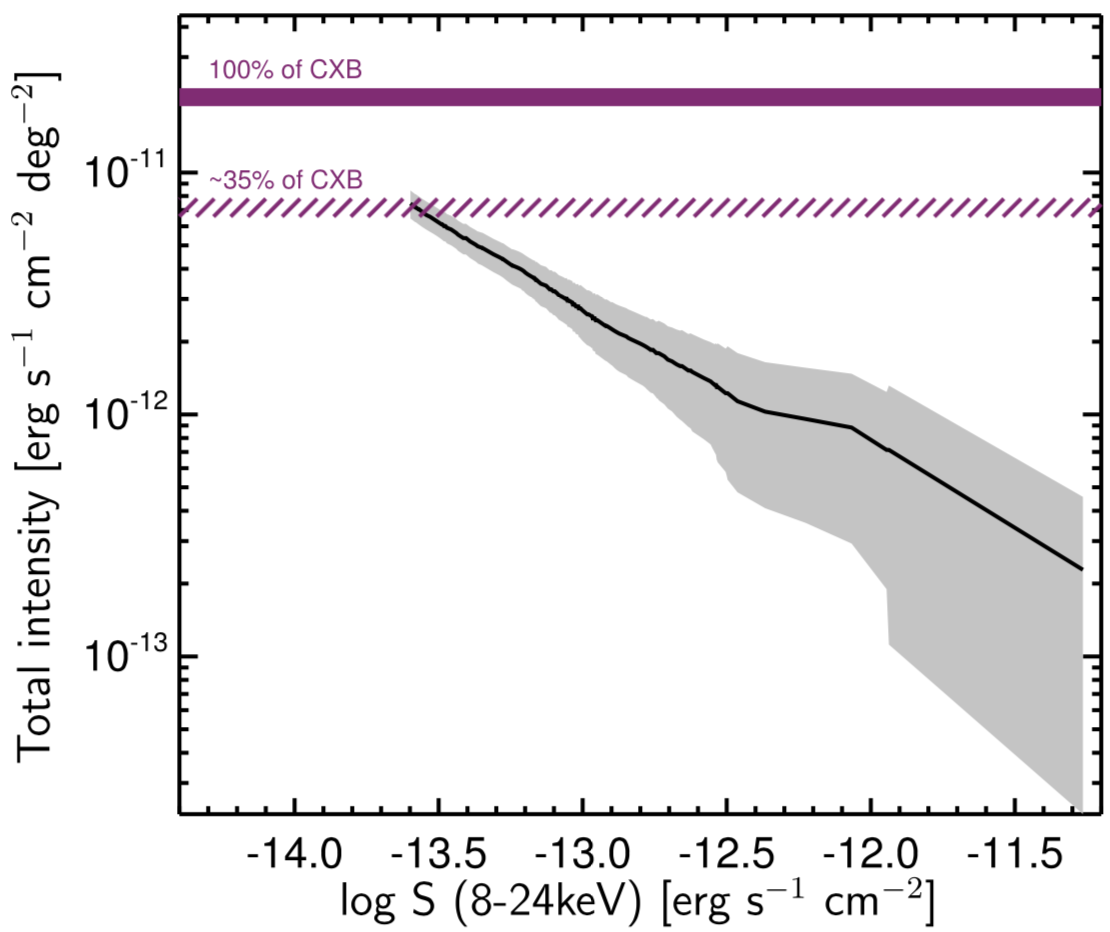 100% of CXB
~35% of CXB
10^-11
10^-12
10^-13
Total intensity [erg s^−1 cm^−2 deg^−2]
-14.0 -13.5 -13.0 -12.5 -12.0 -11.5
log S (8-24keV) [erg s^−1 cm^−2]